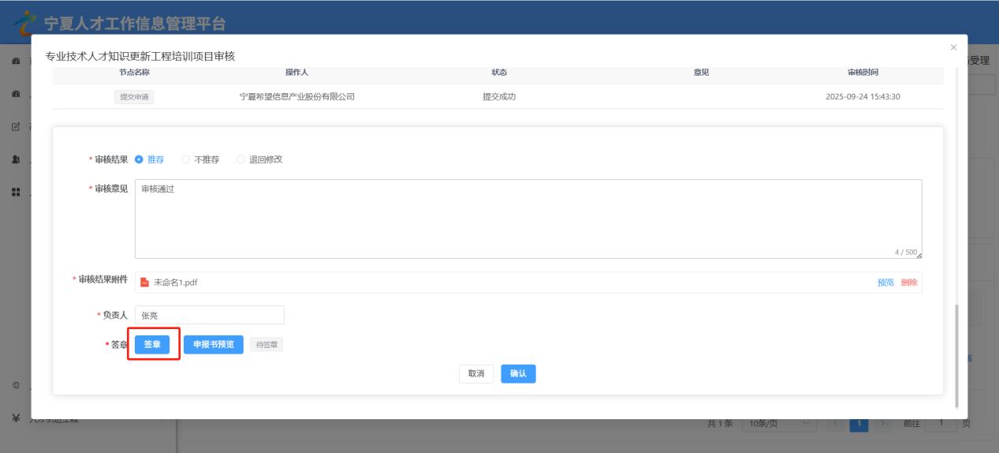 宁夏人才工作信息管理平台
专业技术人才知识更新工程培训项目审核
受理
节点名称 操作人 状态 意见 审核时间
提交申请 宁夏希望信息产业股份有限公司 提交成功 2025-09-24 15:43:30
* 审核结果 推荐 不推荐 退回修改
* 审核意见 审核通过
4 / 500
* 审核结果附件 未命名1.pdf 预览 删除
* 负责人 张亮
* 签章 签章 申报书预览 待签章
取消 确认
人才引进工程
共 1 条 10条/页 1 前往 1 页